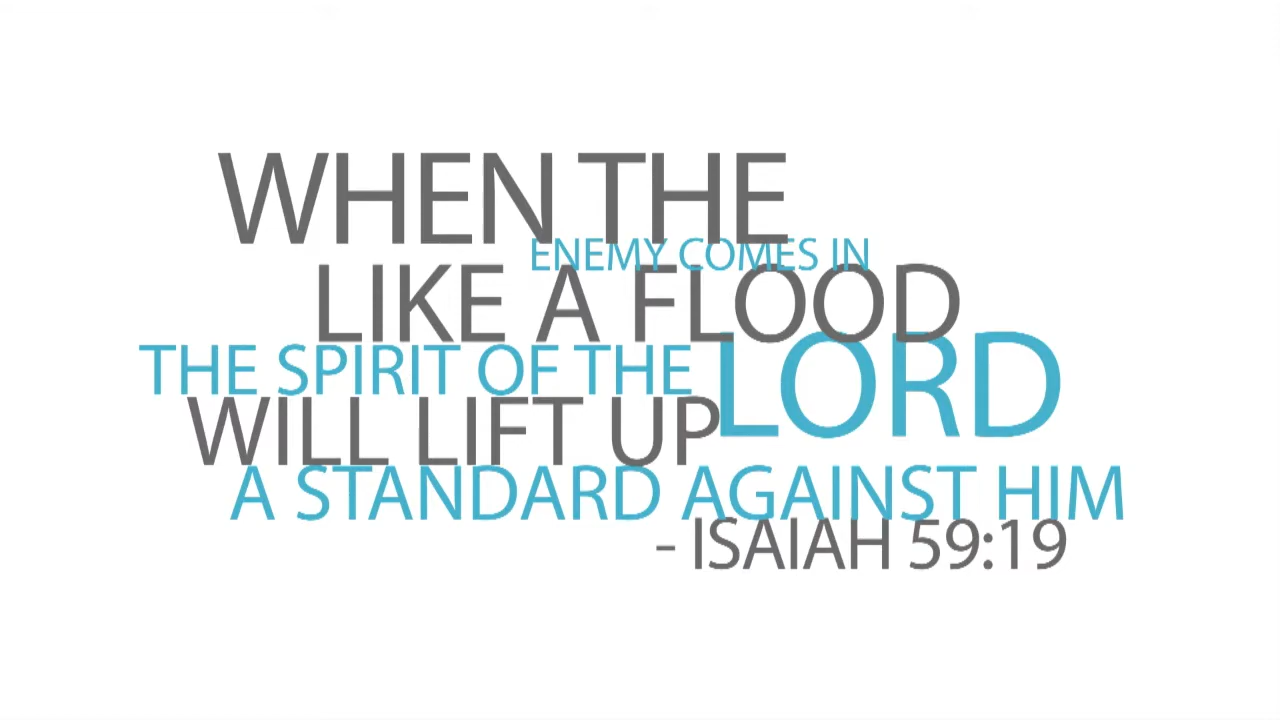 WHEN THE
ENEMY COMES IN
LIKE A FLOOD
THE SPIRIT OF THE LORD
WILL LIFT UP
A STANDARD AGAINST HIM
- ISAIAH 59:19